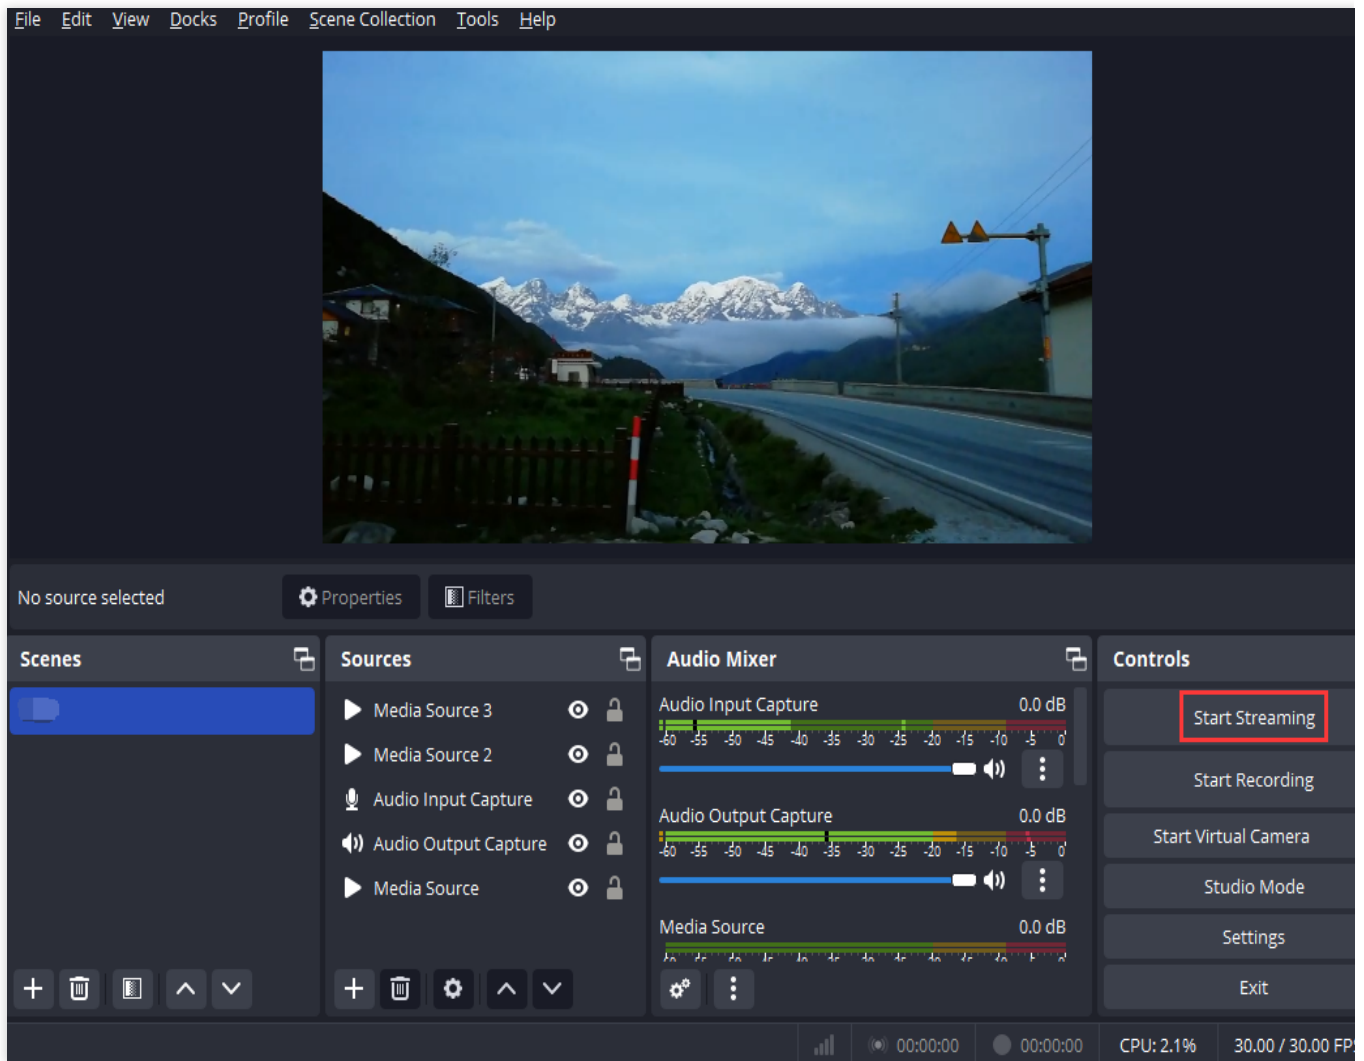 File Edit View Docks Profile Scene Collection Tools Help
No source selected
Properties
Filters
Scenes
Sources
Media Source 3
Media Source 2
Audio Input Capture
Audio Output Capture
Media Source
Audio Mixer
Audio Input Capture 0.0 dB
-60 -55 -50 -45 -40 -35 -30 -25 -20 -15 -10 -5 0
Audio Output Capture 0.0 dB
-60 -55 -50 -45 -40 -35 -30 -25 -20 -15 -10 -5 0
Media Source 0.0 dB
Controls
Start Streaming
Start Recording
Start Virtual Camera
Studio Mode
Settings
Exit
00:00:00 00:00:00 CPU: 2.1% 30.00 / 30.00 FPS